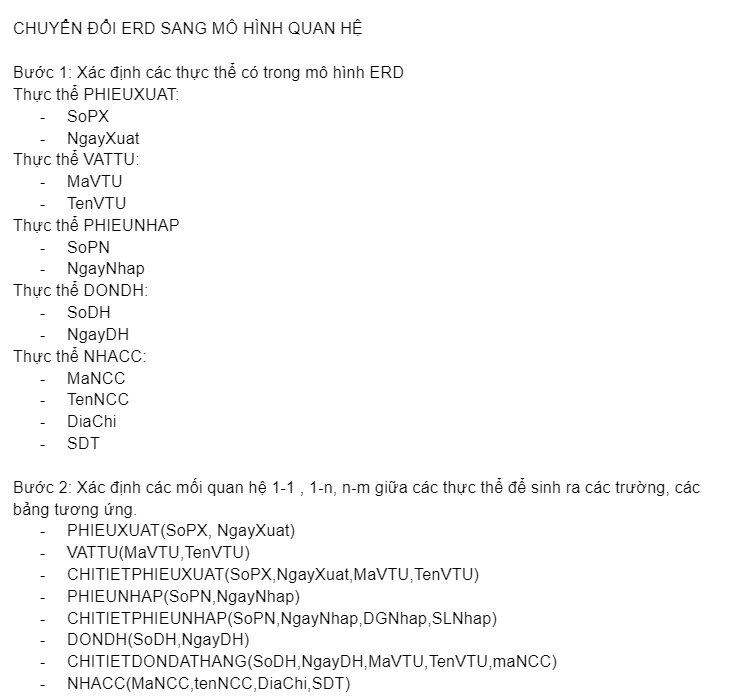 CHUYỂN ĐỔI ERD SANG MÔ HÌNH QUAN HỆ
Bước 1: Xác định các thực thể có trong mô hình ERD
Thực thể PHIEUXUAT:
- SoPX
- NgayXuat
Thực thể VATTU:
- MaVTU
- TenVTU
Thực thể PHIEUNHAP
- SoPN
- NgayNhap
Thực thể DONDH:
- SoDH
- NgayDH
Thực thể NHACC:
- MaNCC
- TenNCC
- DiaChi
- SDT
Bước 2: Xác định các mối quan hệ 1-1 , 1-n, n-m giữa các thực thể để sinh ra các trường, các
bảng tương ứng.
- PHIEUXUAT(SoPX, NgayXuat)
- VATTU(MaVTU,TenVTU)
- CHITIETPHIEUXUAT(SoPX,NgayXuat,MaVTU,TenVTU)
- PHIEUNHAP(SoPN,NgayNhap)
- CHITIETPHIEUNHAP(SoPN,NgayNhap,DGNhap,SLNhap)
- DONDH(SoDH,NgayDH)
- CHITIETDONDATHANG(SoDH,NgayDH,MaVTU,TenVTU,maNCC)
- NHACC(MaNCC,tenNCC,DiaChi,SDT)